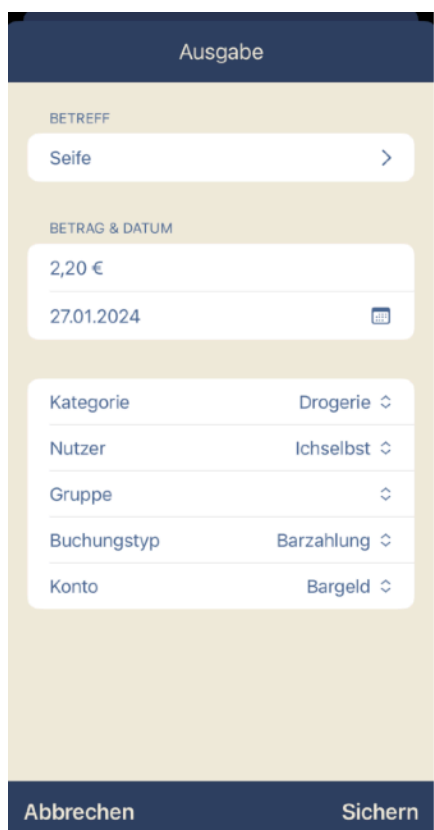 Ausgabe
BETREFF
Seife
BETRAG & DATUM
2,20 €
27.01.2024
Kategorie Drogerie
Nutzer Ichselbst
Gruppe
Buchungstyp Barzahlung
Konto Bargeld
Abbrechen Sichern